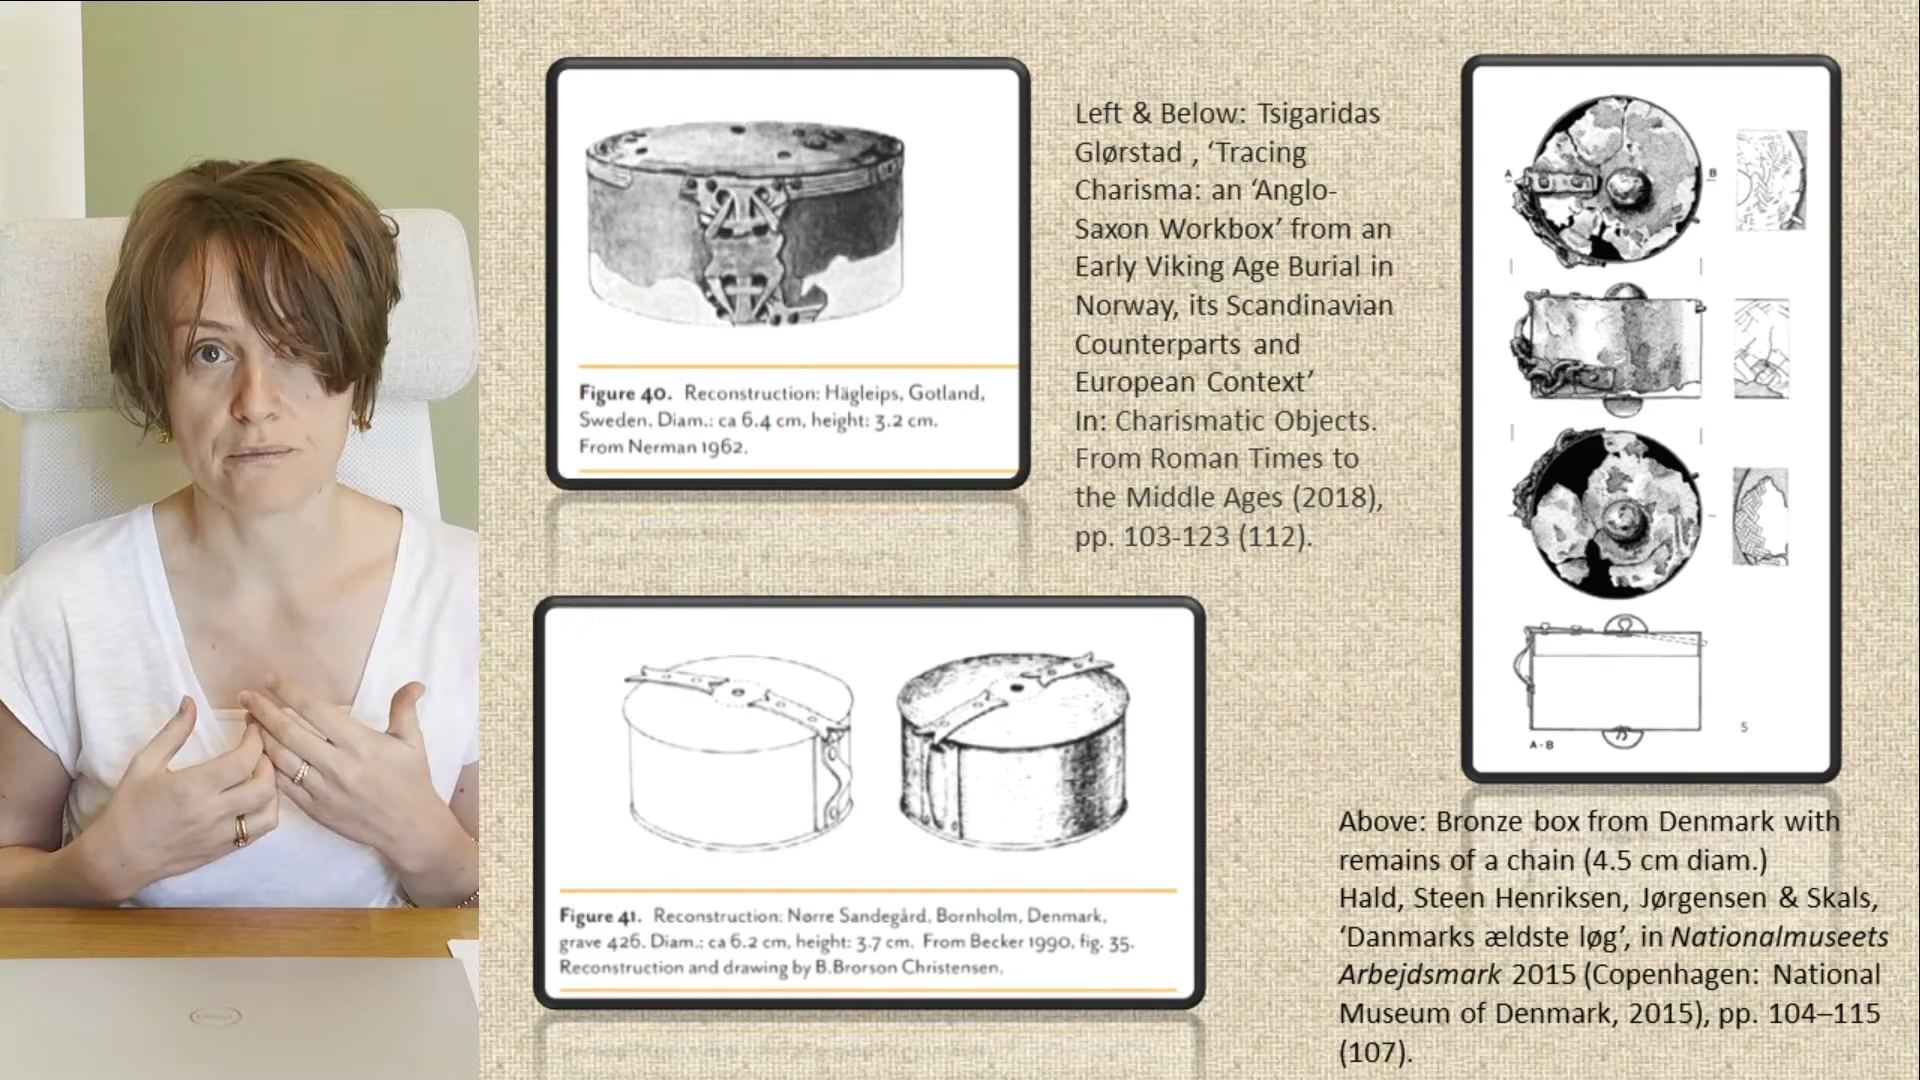 Figure 40. Reconstruction: Hägleips, Gotland,
Sweden. Diam.: ca 6.4 cm, height: 3.2 cm.
From Nerman 1962.
Left & Below: Tsigaridas
Glørstad , ‘Tracing
Charisma: an ‘Anglo-
Saxon Workbox’ from an
Early Viking Age Burial in
Norway, its Scandinavian
Counterparts and
European Context’
In: Charismatic Objects.
From Roman Times to
the Middle Ages (2018),
pp. 103-123 (112).
A
B
5
A-B
Figure 41. Reconstruction: Nørre Sandegård, Bornholm, Denmark,
grave 426. Diam.: ca 6.2 cm, height: 3.7 cm. From Becker 1990, fig. 35.
Reconstruction and drawing by B.Brorson Christensen.
Above: Bronze box from Denmark with
remains of a chain (4.5 cm diam.)
Hald, Steen Henriksen, Jørgensen & Skals,
‘Danmarks ældste løg’, in Nationalmuseets
Arbejdsmark 2015 (Copenhagen: National
Museum of Denmark, 2015), pp. 104–115
(107).